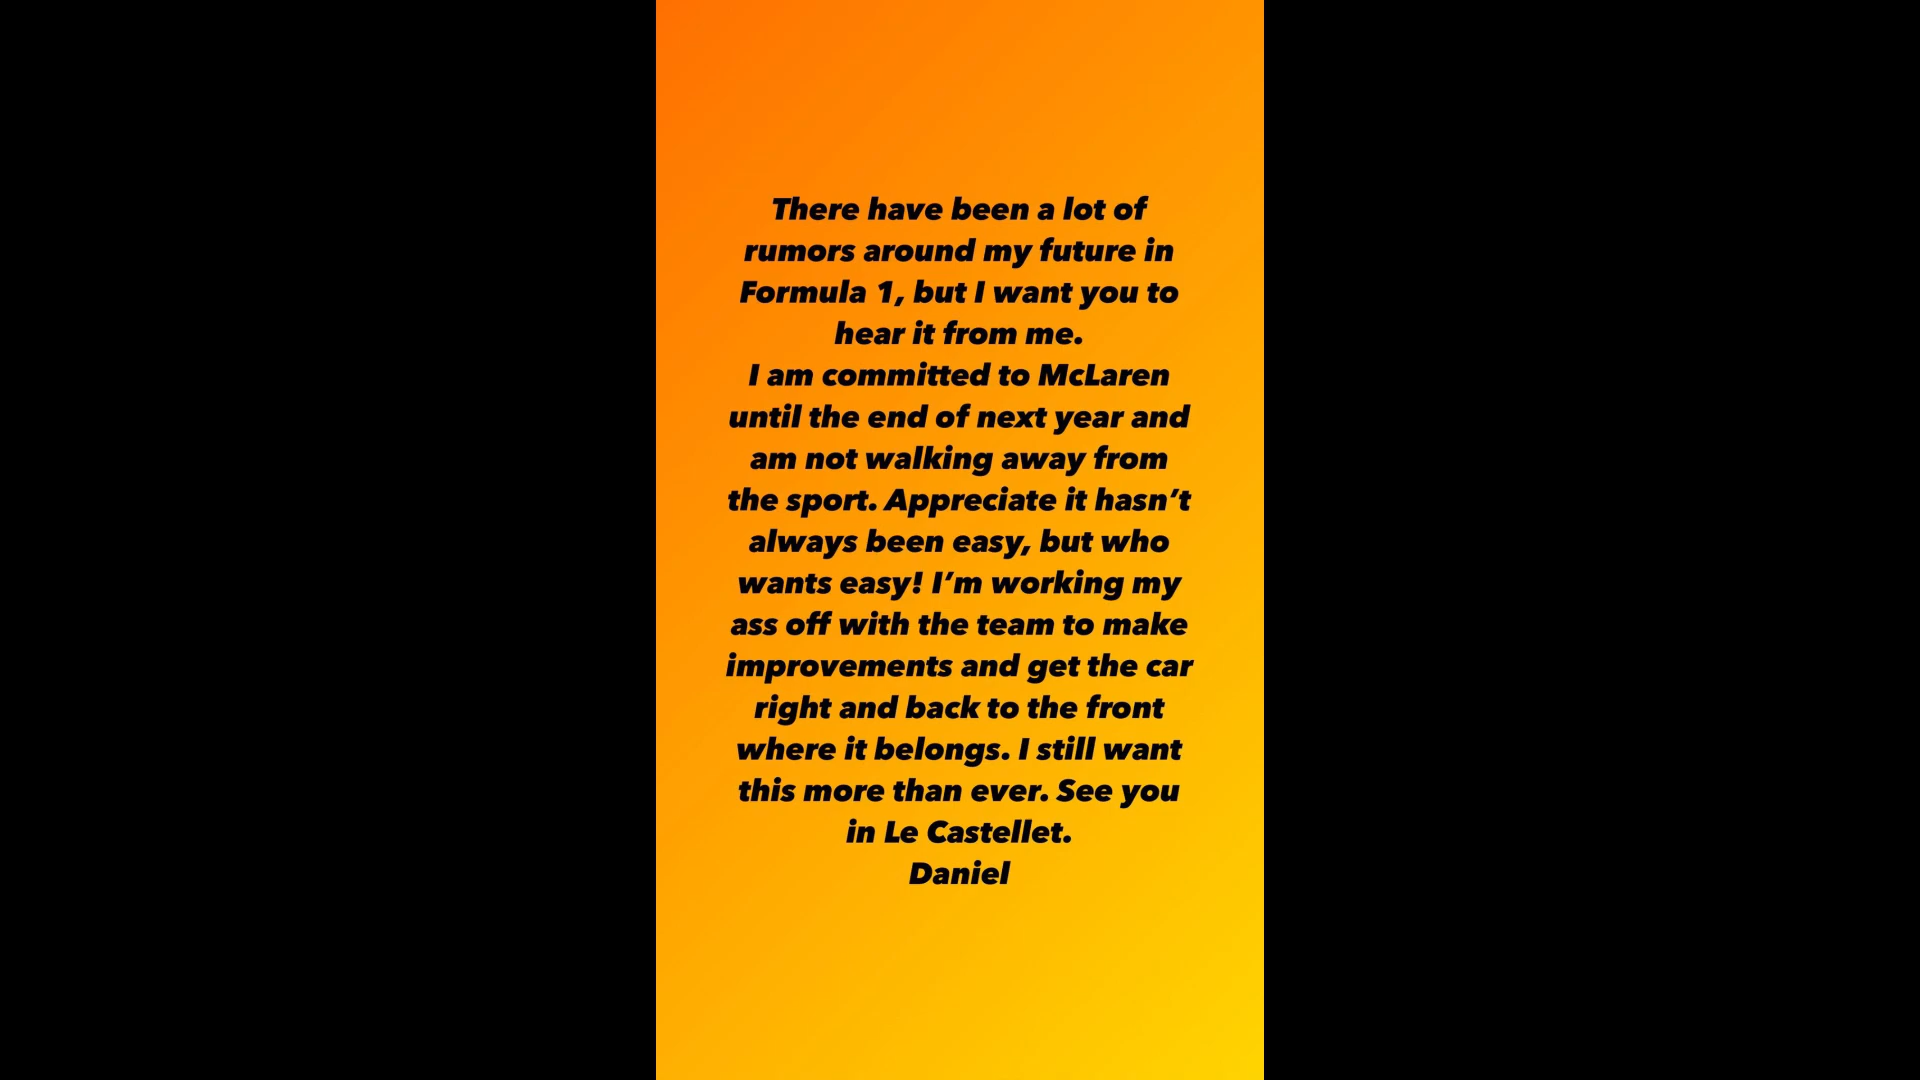 There have been a lot of
rumors around my future in
Formula 1, but I want you to
hear it from me.
I am committed to McLaren
until the end of next year and
am not walking away from
the sport. Appreciate it hasn’t
always been easy, but who
wants easy! I’m working my
ass off with the team to make
improvements and get the car
right and back to the front
where it belongs. I still want
this more than ever. See you
in Le Castellet.
Daniel